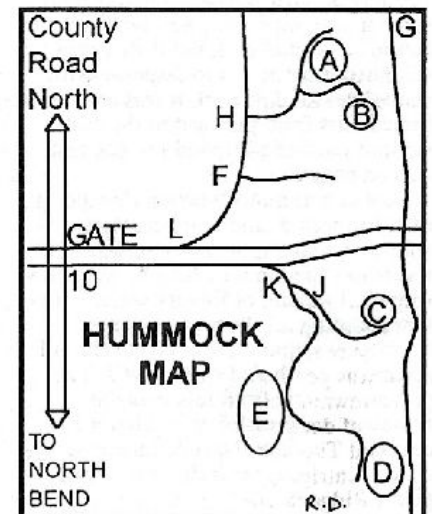 County
Road
North
G
A
B
H
F
L
GATE
10
K
J
C
HUMMOCK
MAP
E
D
TO
NORTH
BEND
R.D.